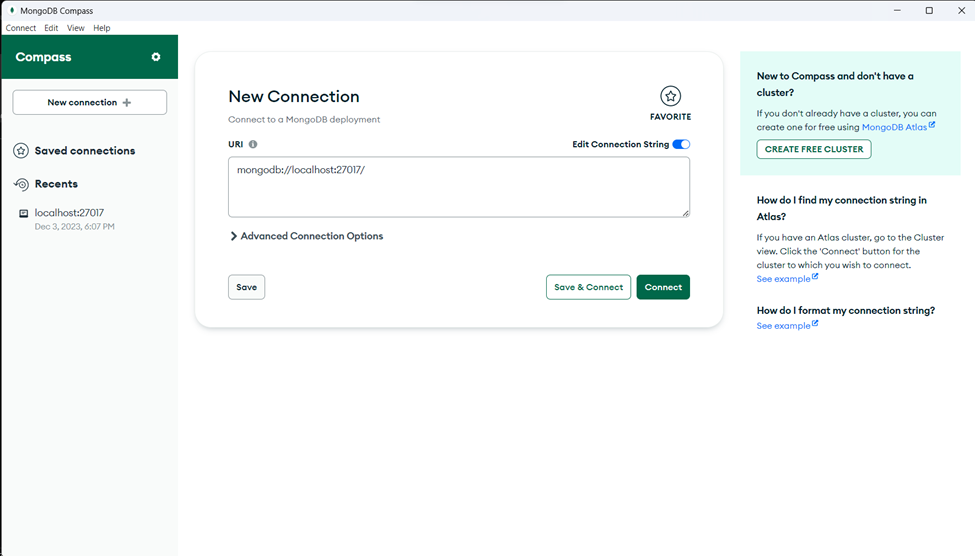 MongoDB Compass
Connect Edit View Help
Compass
New connection
Saved connections
Recents
localhost:27017
Dec 3, 2023, 6:07 PM
New Connection
Connect to a MongoDB deployment
FAVORITE
URI
Edit Connection String
mongodb://localhost:27017/
Advanced Connection Options
Save
Save & Connect
Connect
New to Compass and don't have a
cluster?
If you don't already have a cluster, you can
create one for free using MongoDB Atlas
CREATE FREE CLUSTER
How do I find my connection string in
Atlas?
If you have an Atlas cluster, go to the Cluster
view. Click the 'Connect' button for the
cluster to which you wish to connect.
See example
How do I format my connection string?
See example